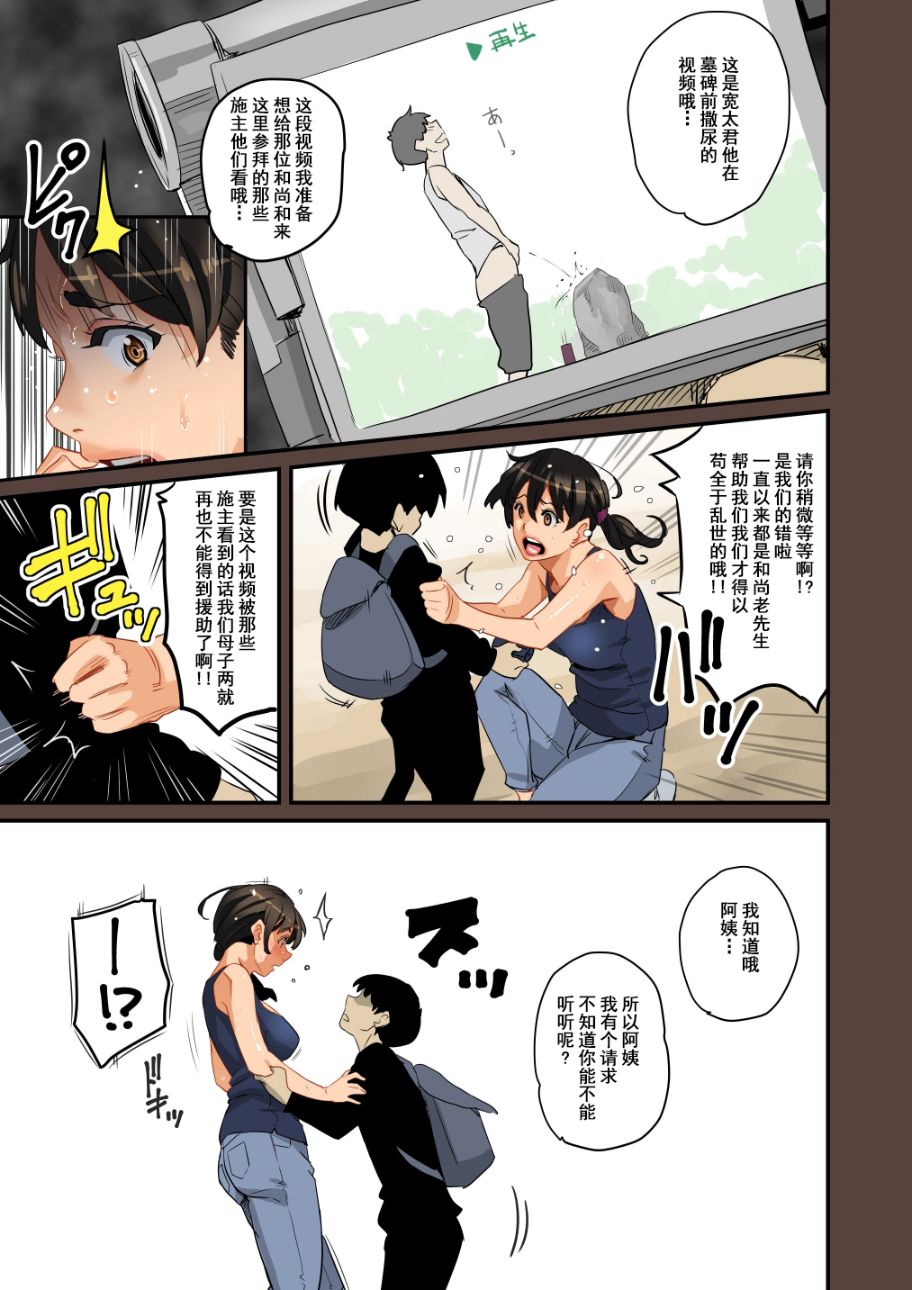 这是宽太君他在
墓碑前撒尿的
视频哦…
▶再生
あーっ
这段视频我准备
想给那位和尚和来
这里参拜的那些
施主他们看哦…
ピク
请你稍微等等啊!?
是我们的错啦
一直以来都是和尚老先生
帮助我们我们才得以
苟全于乱世的哦!!
バッ
要是这个视频被那些
施主看到的话我们母子两就
再也不能得到援助了啊!!
ギュッ
我知道哦
阿姨…
所以阿姨
我有个请求
不知道你能不能
听听呢?
ズッ
ー!?
ドキッ